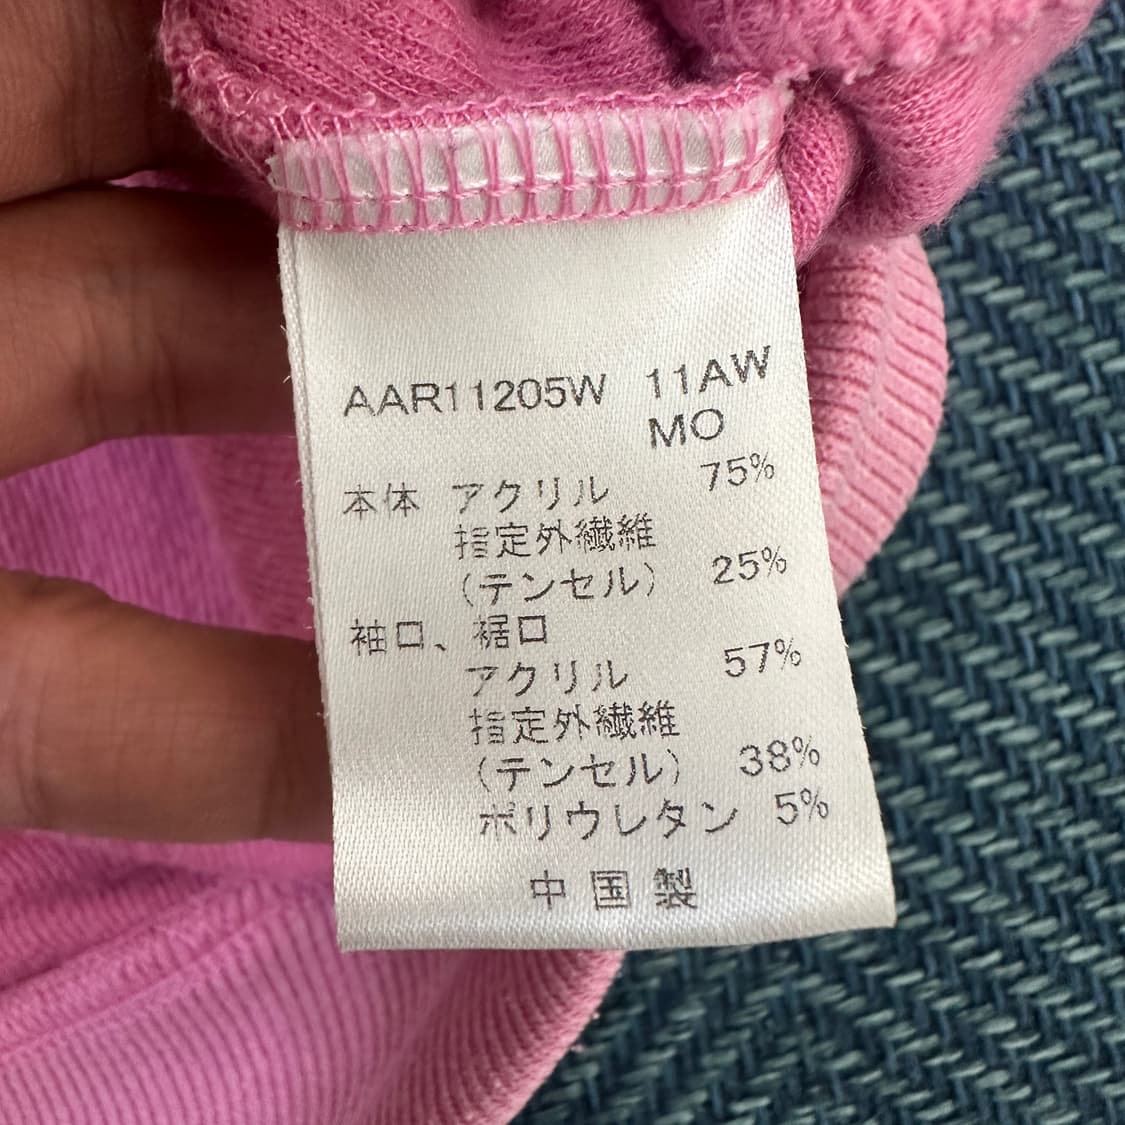 AAR11205W 11AW
MO
本体 アクリル 75%
指定外繊維
(テンセル) 25%
袖口、裾口
アクリル 57%
指定外繊維
(テンセル) 38%
ポリウレタン 5%
中国製